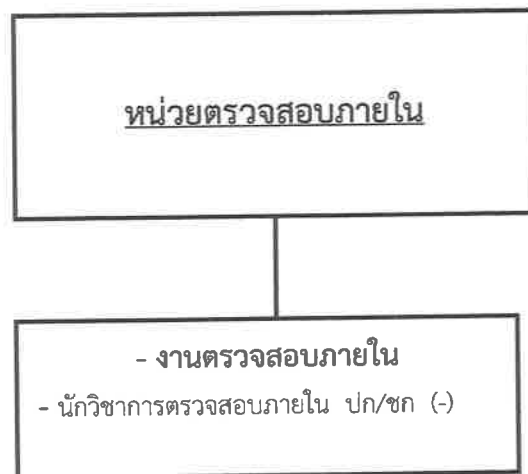 หน่วยตรวจสอบภายใน
- งานตรวจสอบภายใน
- นักวิชาการตรวจสอบภายใน ปก/ชก (-)